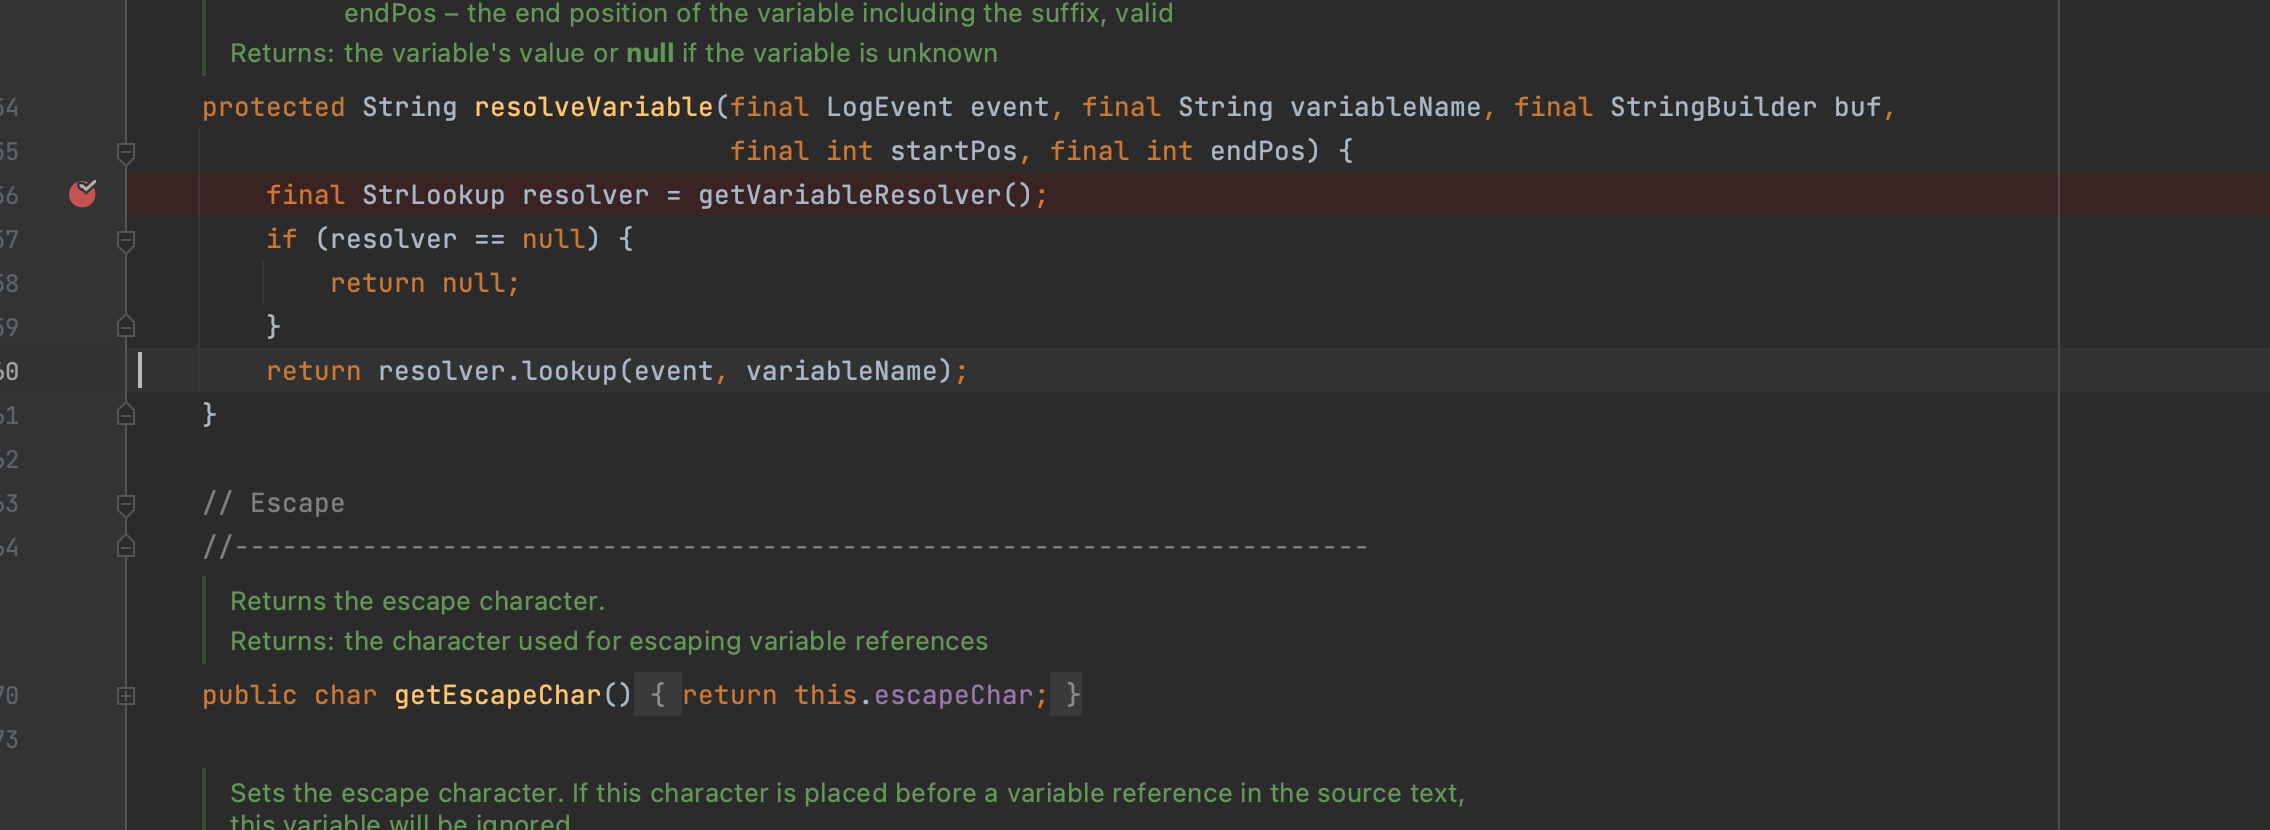 endPos – the end position of the variable including the suffix, valid
Returns: the variable's value or null if the variable is unknown
54 protected String resolveVariable(final LogEvent event, final String variableName, final StringBuilder buf,
55 final int startPos, final int endPos) {
56 final StrLookup resolver = getVariableResolver();
57 if (resolver == null) {
58 return null;
59 }
60 return resolver.lookup(event, variableName);
61 }
62
63 // Escape
64 //-----------------------------------------------------------------------
Returns the escape character.
Returns: the character used for escaping variable references
70 public char getEscapeChar() { return this.escapeChar; }
73
Sets the escape character. If this character is placed before a variable reference in the source text,
this variable will be ignored